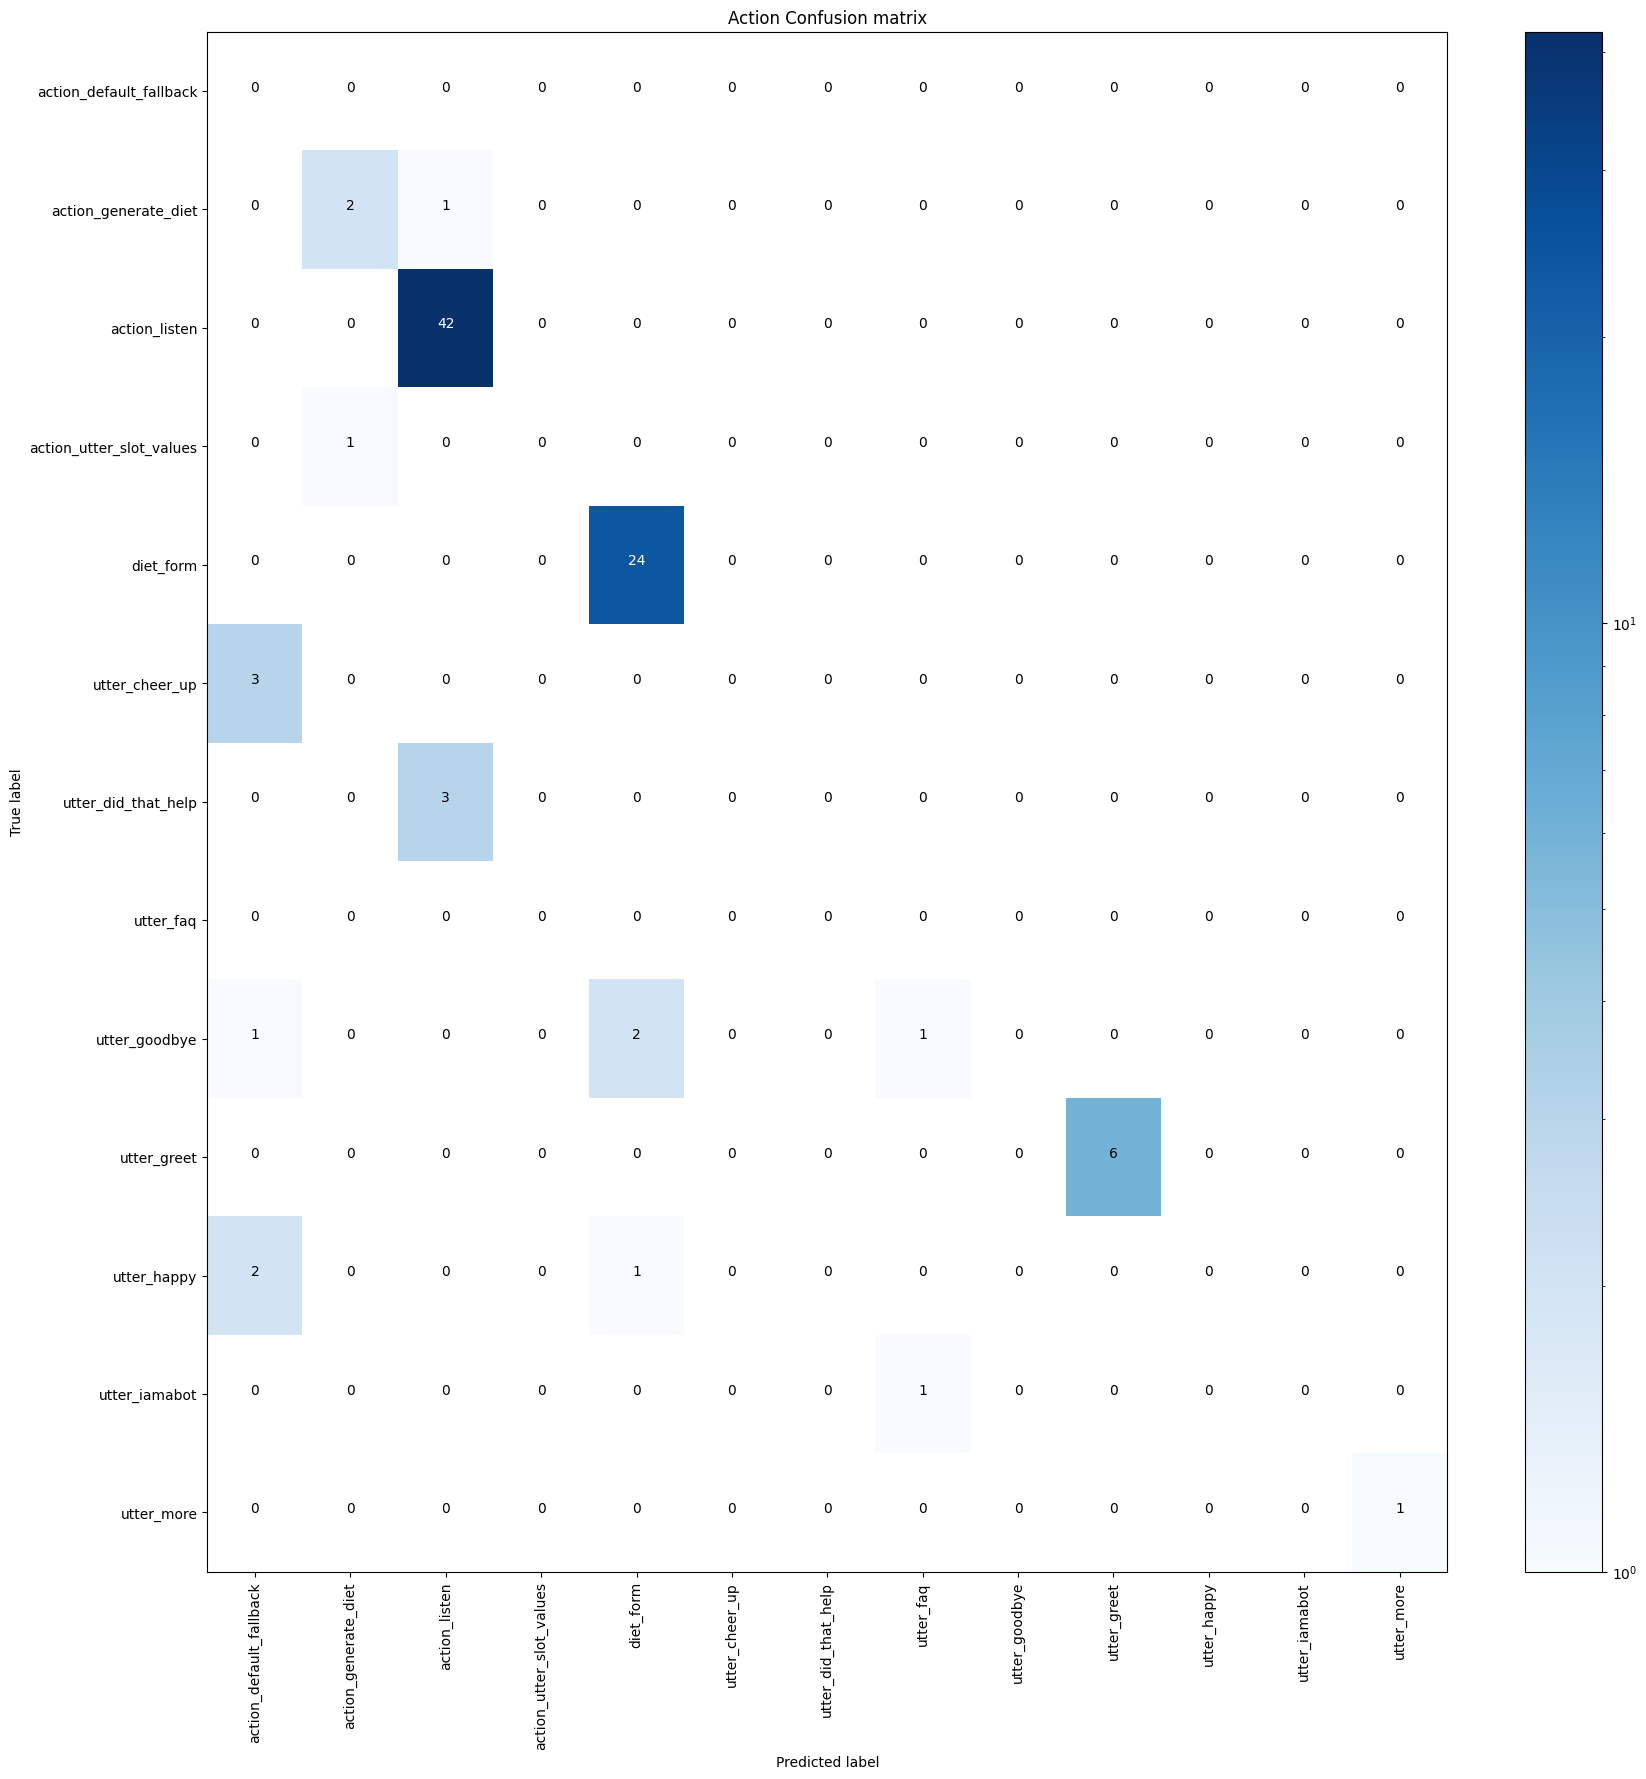 Action Confusion matrix
action_default_fallback 0 0 0 0 0 0 0 0 0 0 0 0 0
action_generate_diet 0 2 1 0 0 0 0 0 0 0 0 0 0
action_listen 0 0 42 0 0 0 0 0 0 0 0 0 0
action_utter_slot_values 0 1 0 0 0 0 0 0 0 0 0 0 0
diet_form 0 0 0 0 24 0 0 0 0 0 0 0 0
10¹
utter_cheer_up 3 0 0 0 0 0 0 0 0 0 0 0 0
utter_did_that_help 0 0 3 0 0 0 0 0 0 0 0 0 0
True label
utter_faq 0 0 0 0 0 0 0 0 0 0 0 0 0
utter_goodbye 1 0 0 0 2 0 0 1 0 0 0 0 0
utter_greet 0 0 0 0 0 0 0 0 0 6 0 0 0
utter_happy 2 0 0 0 1 0 0 0 0 0 0 0 0
utter_iamabot 0 0 0 0 0 0 0 1 0 0 0 0 0
utter_more 0 0 0 0 0 0 0 0 0 0 0 0 1
10⁰
action_default_fallback
action_generate_diet
action_listen
action_utter_slot_values
diet_form
utter_cheer_up
utter_did_that_help
utter_faq
utter_goodbye
utter_greet
utter_happy
utter_iamabot
utter_more
Predicted label